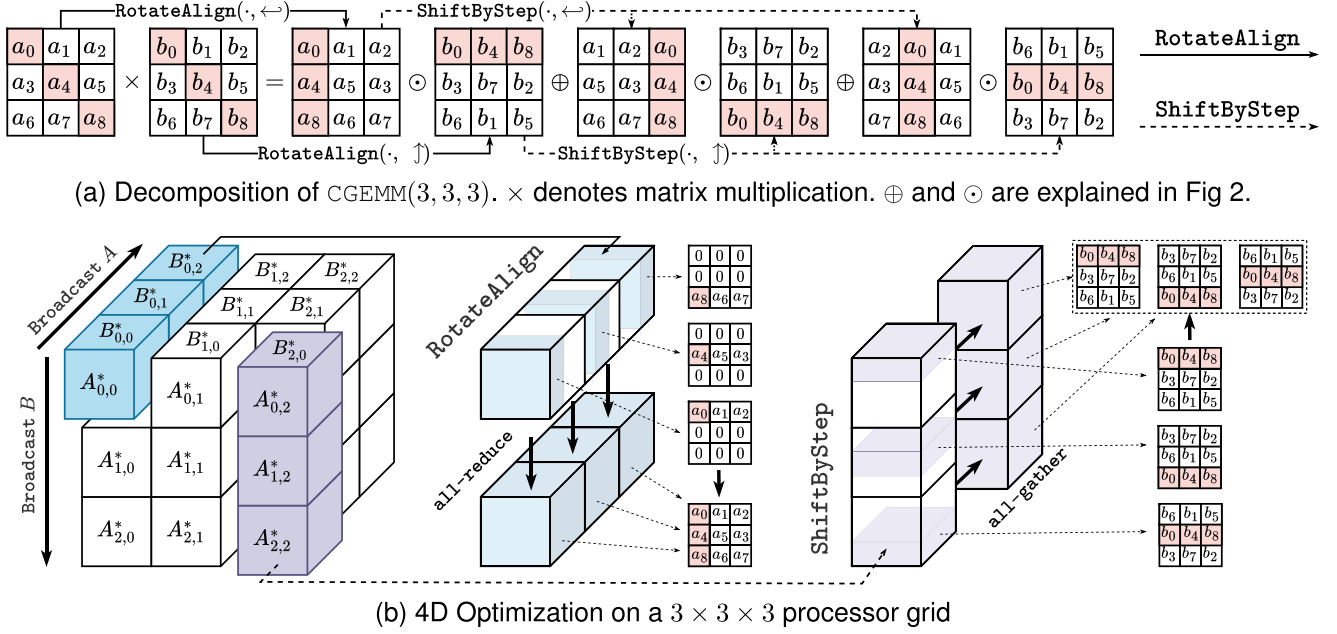 RotateAlign(·,↩) ShiftByStep(·,↩)
a₀ a₁ a₂ b₀ b₁ b₂ a₀ a₁ a₂ b₀ b₄ b₈ a₁ a₂ a₀ b₃ b₇ b₂ a₂ a₀ a₁ b₆ b₁ b₅ RotateAlign
a₃ a₄ a₅ × b₃ b₄ b₅ = a₄ a₅ a₃ ⊙ b₃ b₇ b₂ ⊕ a₅ a₃ a₄ ⊙ b₆ b₁ b₅ ⊕ a₃ a₄ a₅ ⊙ b₀ b₄ b₈
a₆ a₇ a₈ b₆ b₇ b₈ a₈ a₆ a₇ b₆ b₁ b₅ a₆ a₇ a₈ b₀ b₄ b₈ a₇ a₈ a₆ b₃ b₇ b₂ ShiftByStep
RotateAlign(·, ⤴) ShiftByStep(·, ⤴)
(a) Decomposition of CGEMM(3, 3, 3). × denotes matrix multiplication. ⊕ and ⊙ are explained in Fig 2.
Broadcast A
Broadcast B
B*₀,₂ B*₁,₂ B*₂,₂
B*₀,₁ B*₁,₁ B*₂,₁
B*₀,₀ B*₁,₀ B*₂,₀
A*₀,₀ A*₀,₁ A*₀,₂
A*₁,₀ A*₁,₁ A*₁,₂
A*₂,₀ A*₂,₁ A*₂,₂
RotateAlign
all-reduce
0 0 0
0 0 0
a₈ a₆ a₇
0 0 0
a₄ a₅ a₃
0 0 0
a₀ a₁ a₂
0 0 0
0 0 0
a₀ a₁ a₂
a₄ a₅ a₃
a₈ a₆ a₇
ShiftByStep
all-gather
b₀ b₄ b₈ b₃ b₇ b₂ b₆ b₁ b₅
b₃ b₇ b₂ b₆ b₁ b₅ b₀ b₄ b₈
b₆ b₁ b₅ b₀ b₄ b₈ b₃ b₇ b₂
b₀ b₄ b₈
b₃ b₇ b₂
b₆ b₁ b₅
b₃ b₇ b₂
b₆ b₁ b₅
b₀ b₄ b₈
b₆ b₁ b₅
b₀ b₄ b₈
b₃ b₇ b₂
(b) 4D Optimization on a 3 × 3 × 3 processor grid